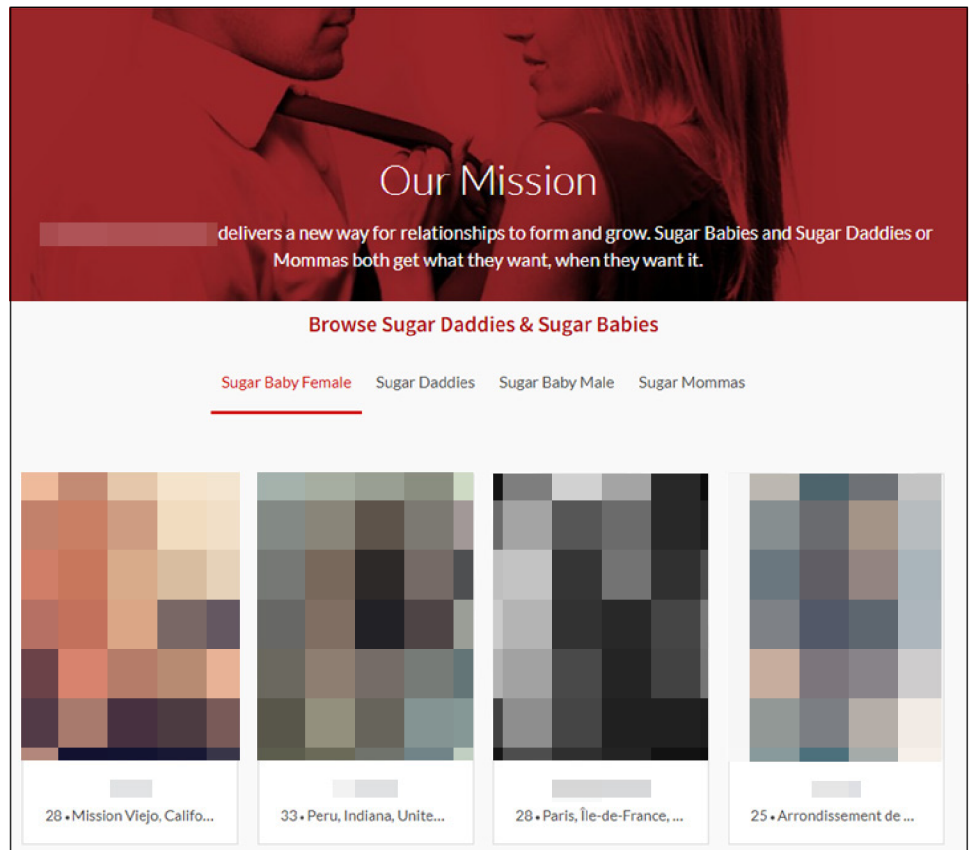 Our Mission
delivers a new way for relationships to form and grow. Sugar Babies and Sugar Daddies or
Mommas both get what they want, when they want it.
Browse Sugar Daddies & Sugar Babies
Sugar Baby Female Sugar Daddies Sugar Baby Male Sugar Mommas
28 • Mission Viejo, Califo... 33 • Peru, Indiana, Unite... 28 • Paris, Île-de-France, ... 25 • Arrondissement de ...